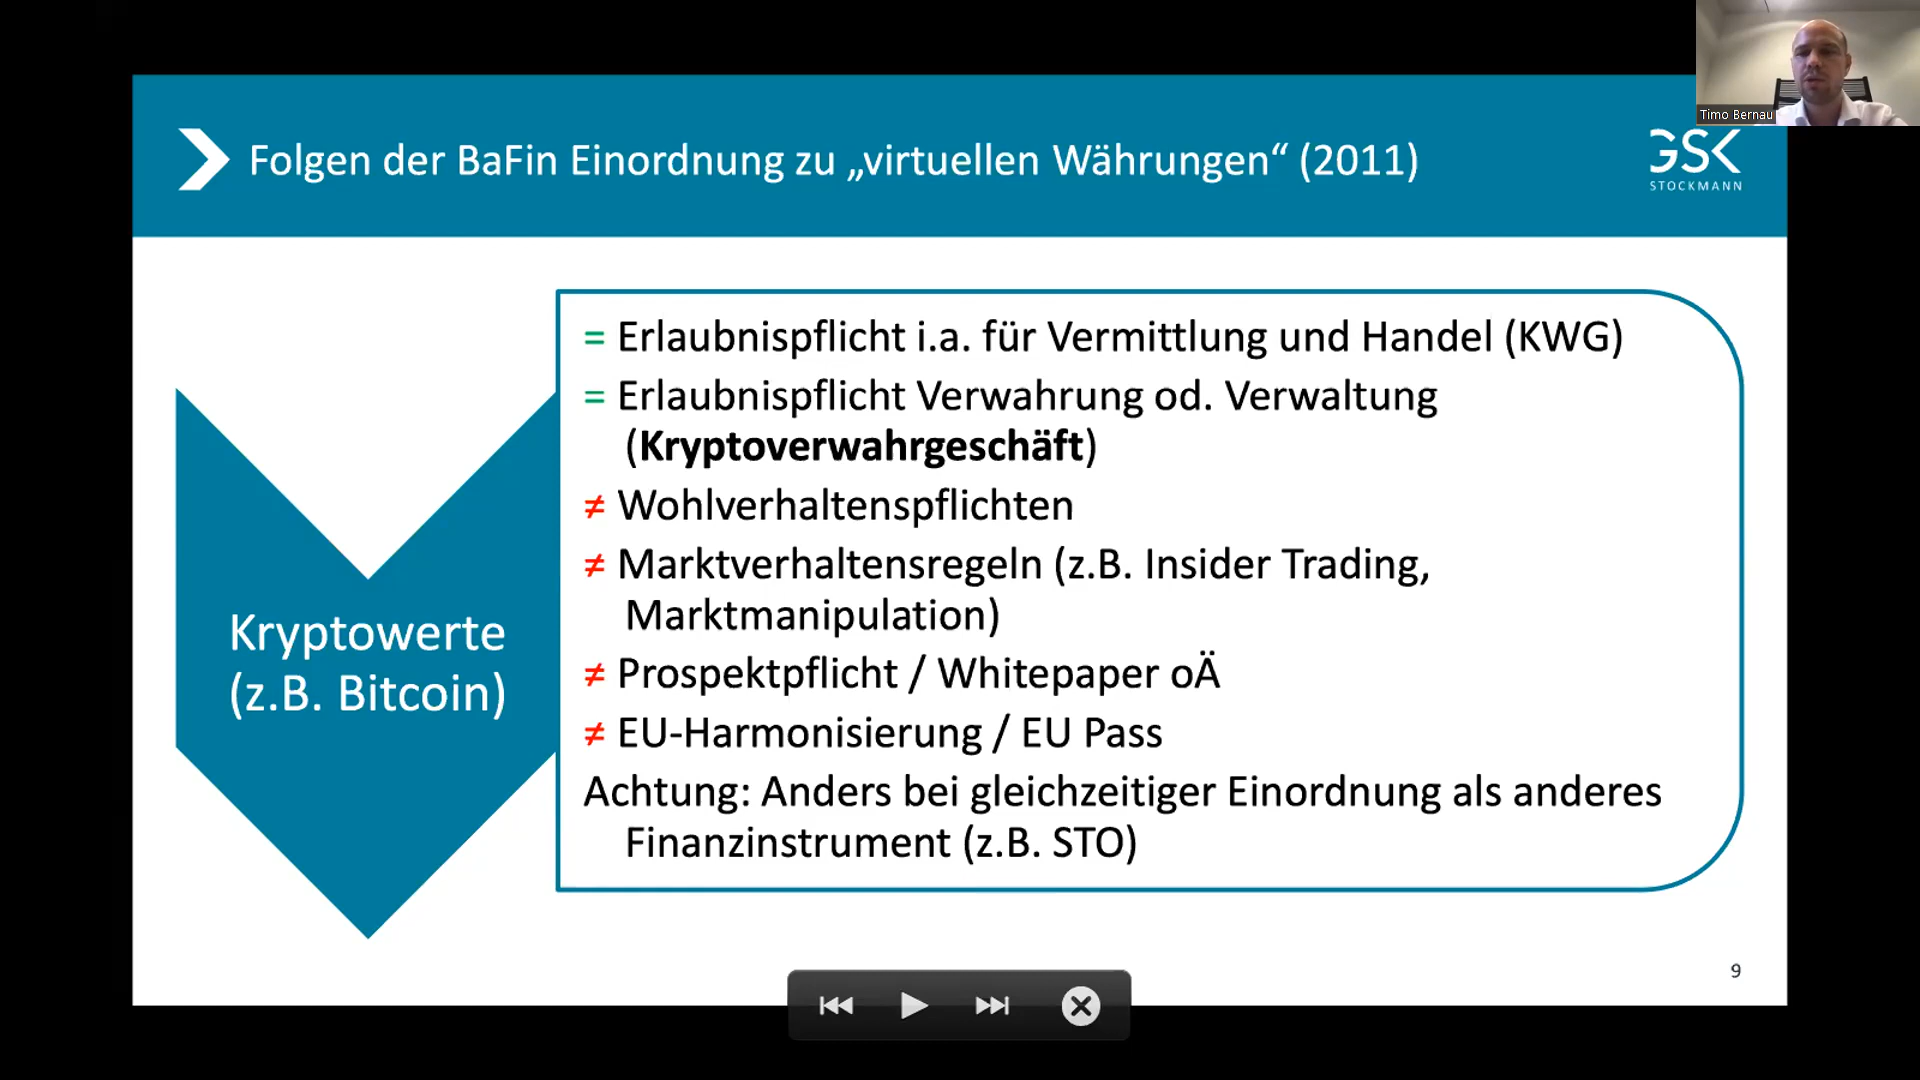 Timo Bernau
Folgen der BaFin Einordnung zu „virtuellen Währungen“ (2011)
GSK
STOCKMANN
= Erlaubnispflicht i.a. für Vermittlung und Handel (KWG)
= Erlaubnispflicht Verwahrung od. Verwaltung
(Kryptoverwahrgeschäft)
≠ Wohlverhaltenspflichten
≠ Marktverhaltensregeln (z.B. Insider Trading,
Marktmanipulation)
≠ Prospektpflicht / Whitepaper oÄ
≠ EU-Harmonisierung / EU Pass
Achtung: Anders bei gleichzeitiger Einordnung als anderes
Finanzinstrument (z.B. STO)
Kryptowerte
(z.B. Bitcoin)
9